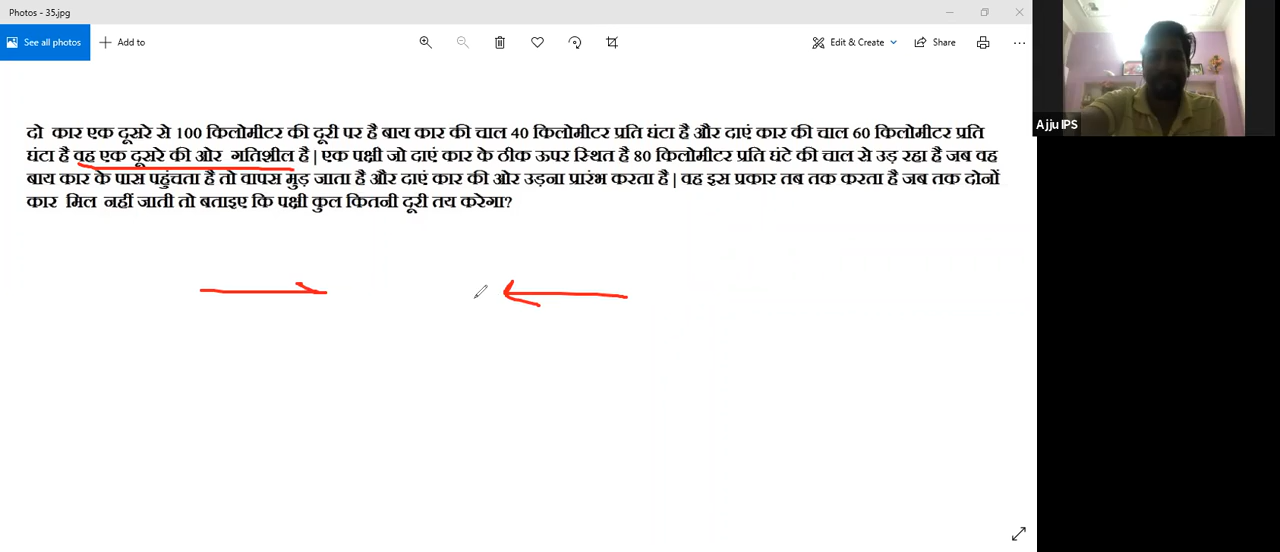 Photos - 35.jpg
See all photos
Add to
Edit & Create
Share
दो कार एक दूसरे से 100 किलोमीटर की दूरी पर है बाय कार की चाल 40 किलोमीटर प्रति घंटा है और दाएं कार की चाल 60 किलोमीटर प्रति
घंटा है वह एक दूसरे की ओर गतिशील है | एक पक्षी जो दाएं कार के ठीक ऊपर स्थित है 80 किलोमीटर प्रति घंटे की चाल से उड़ रहा है जब वह
बाय कार के पास पहुंचता है तो वापस मुड़ जाता है और दाएं कार की ओर उड़ना प्रारंभ करता है | वह इस प्रकार तब तक करता है जब तक दोनों
कार मिल नहीं जाती तो बताइए कि पक्षी कुल कितनी दूरी तय करेगा?
Ajju IPS